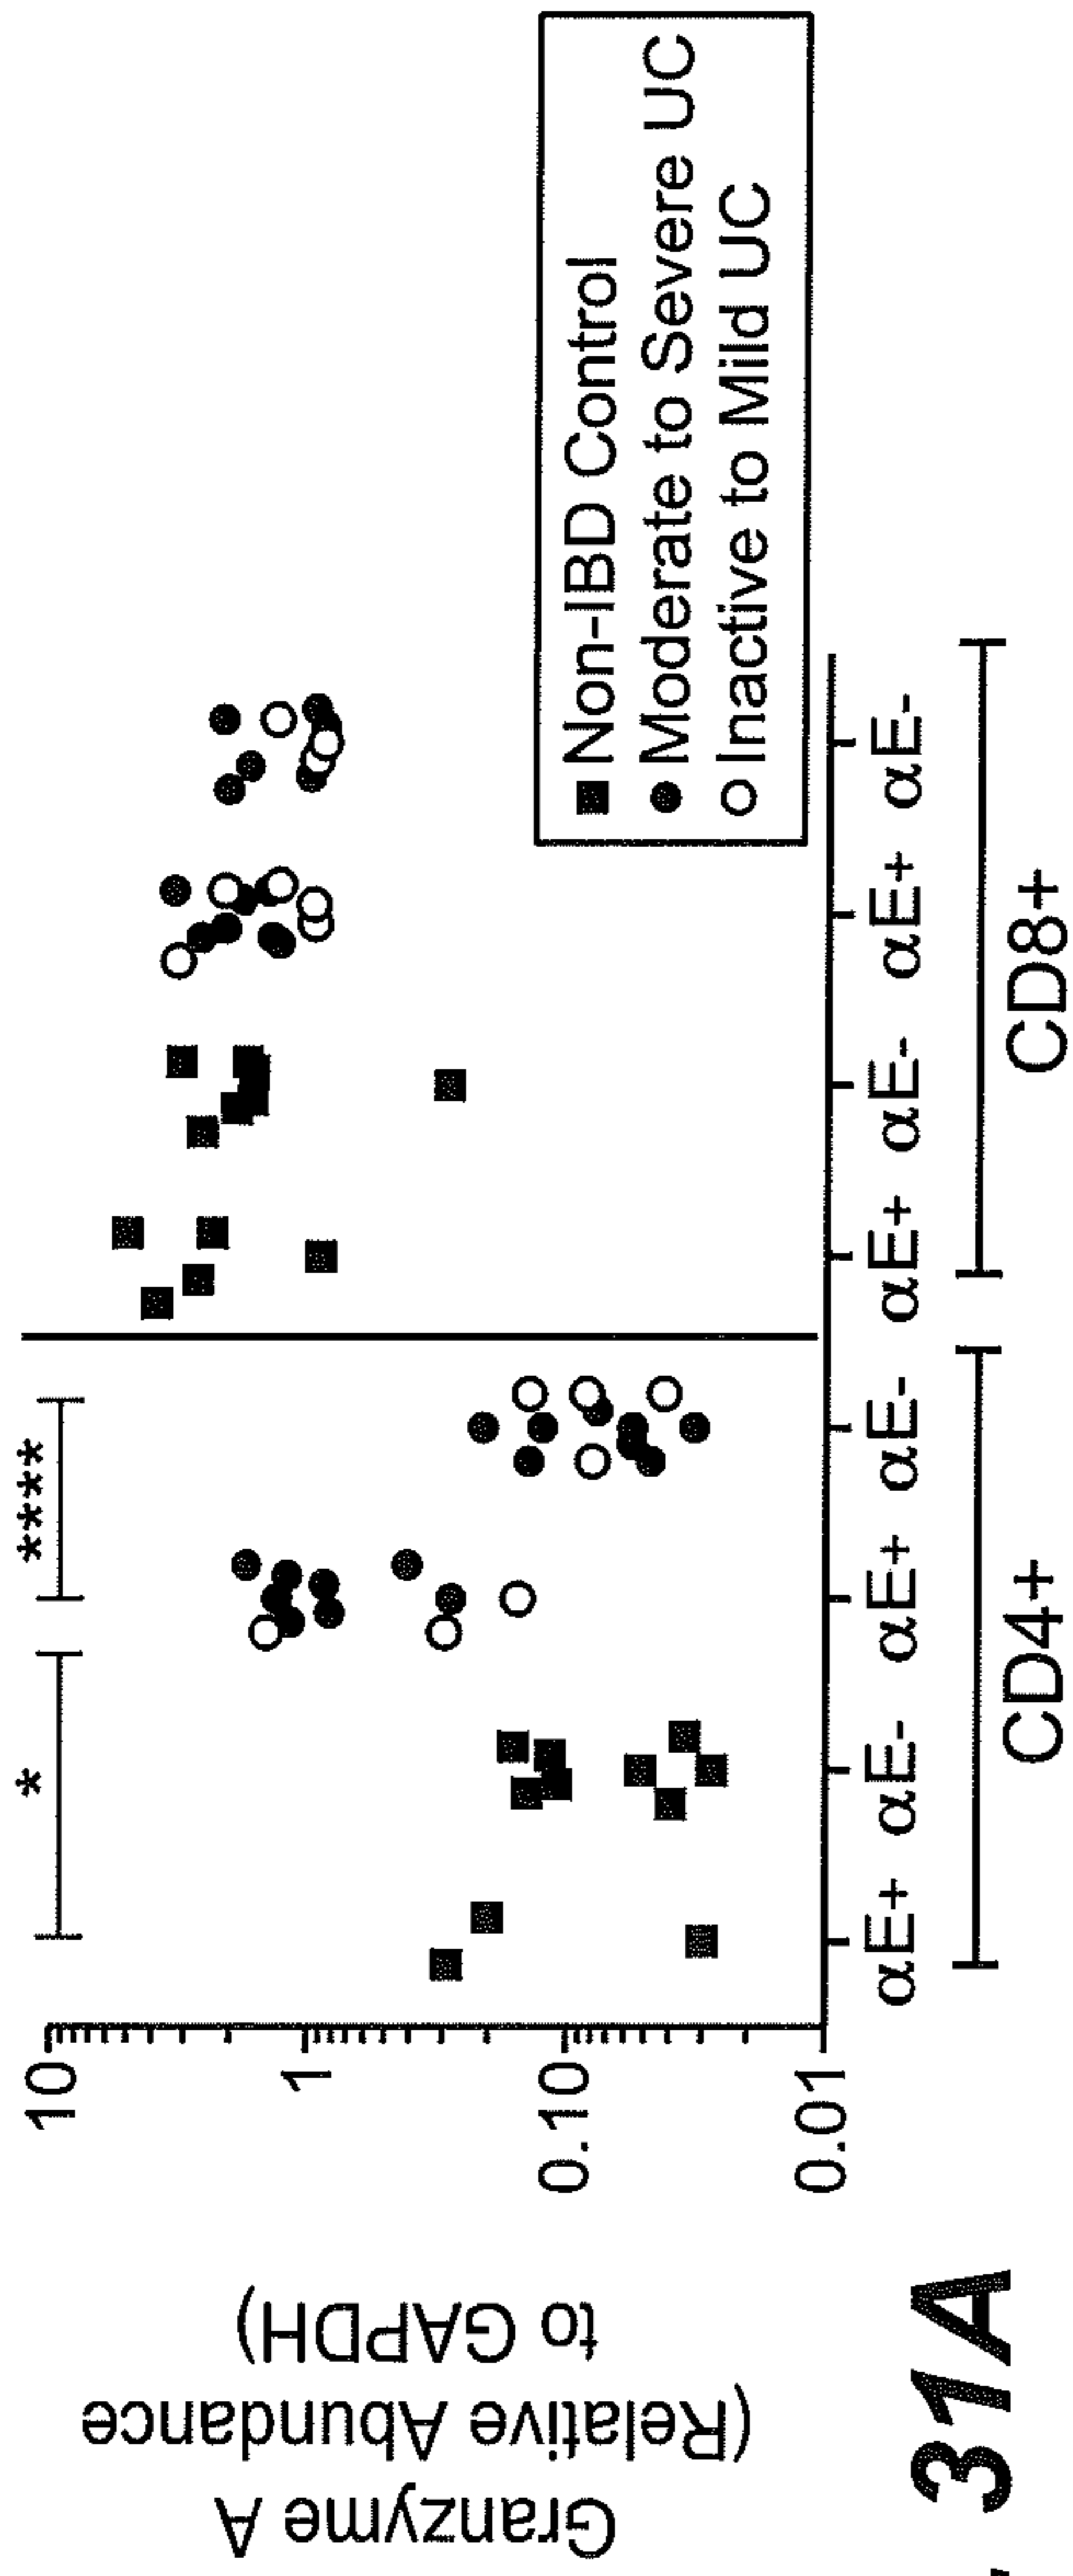 Granzyme A
(Relative Abundance
to GAPDH)
10
1
0.10
0.01
*
****
αE+ αE- αE+ αE- αE+ αE- αE+ αE-
CD4+
CD8+
Non-IBD Control
Moderate to Severe UC
Inactive to Mild UC
31A